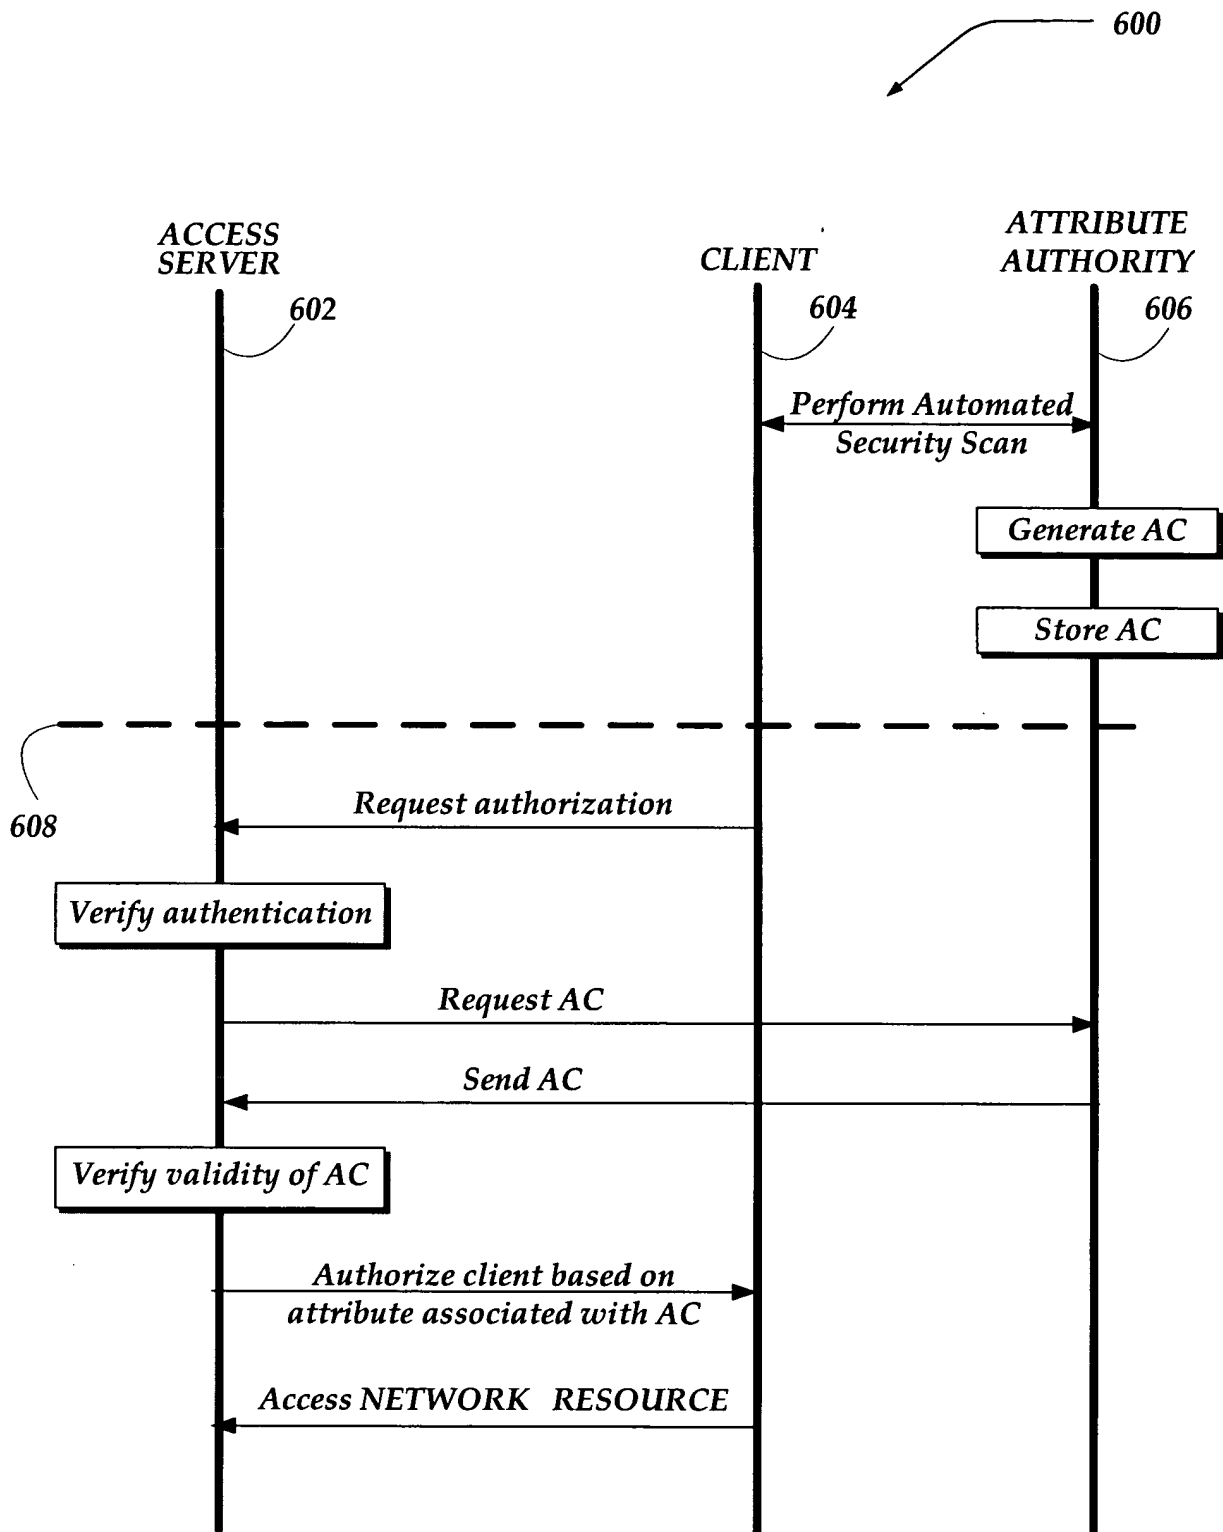 600
ACCESS
SERVER
CLIENT
ATTRIBUTE
AUTHORITY
602
604
606
Perform Automated
Security Scan
Generate AC
Store AC
608
Request authorization
Verify authentication
Request AC
Send AC
Verify validity of AC
Authorize client based on
attribute associated with AC
Access NETWORK RESOURCE